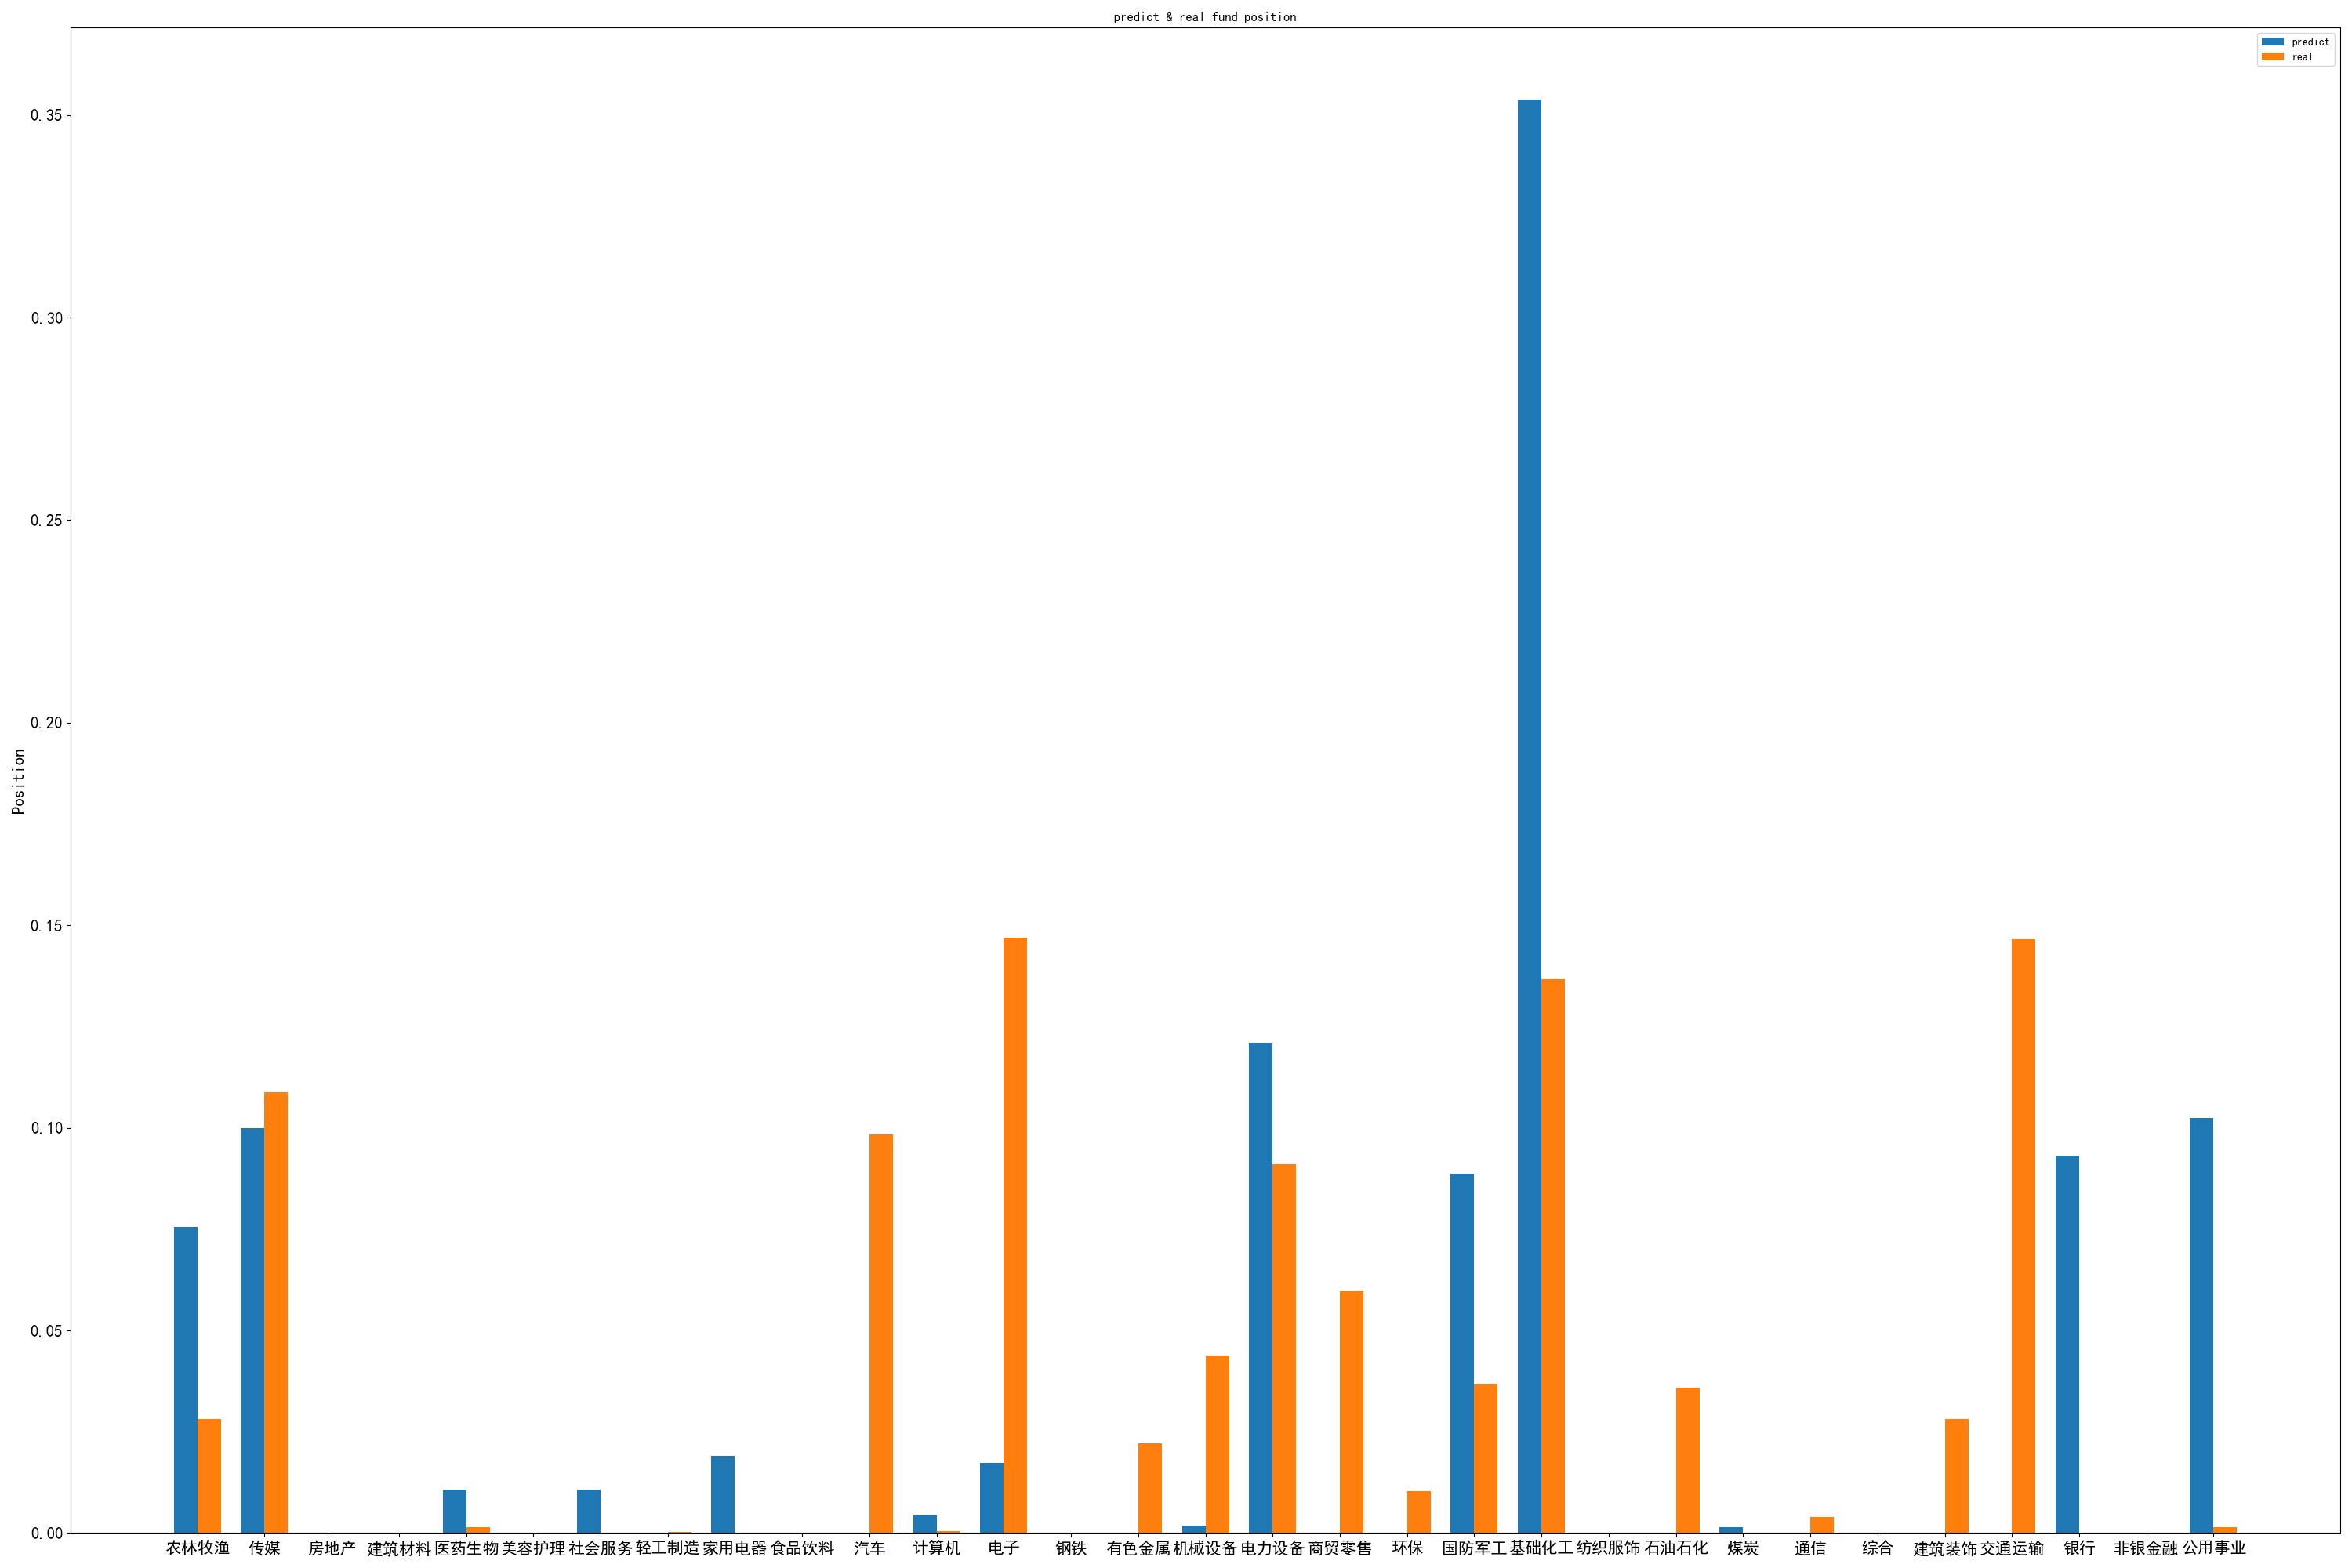 predict & real fund position
predict
real
Position
0.35
0.30
0.25
0.20
0.15
0.10
0.05
0.00
农林牧渔 传媒 房地产 建筑材料 医药生物 美容护理 社会服务 轻工制造 家用电器 食品饮料 汽车 计算机 电子 钢铁 有色金属 机械设备 电力设备 商贸零售 环保 国防军工 基础化工 纺织服饰 石油石化 煤炭 通信 综合 建筑装饰 交通运输 银行 非银金融 公用事业